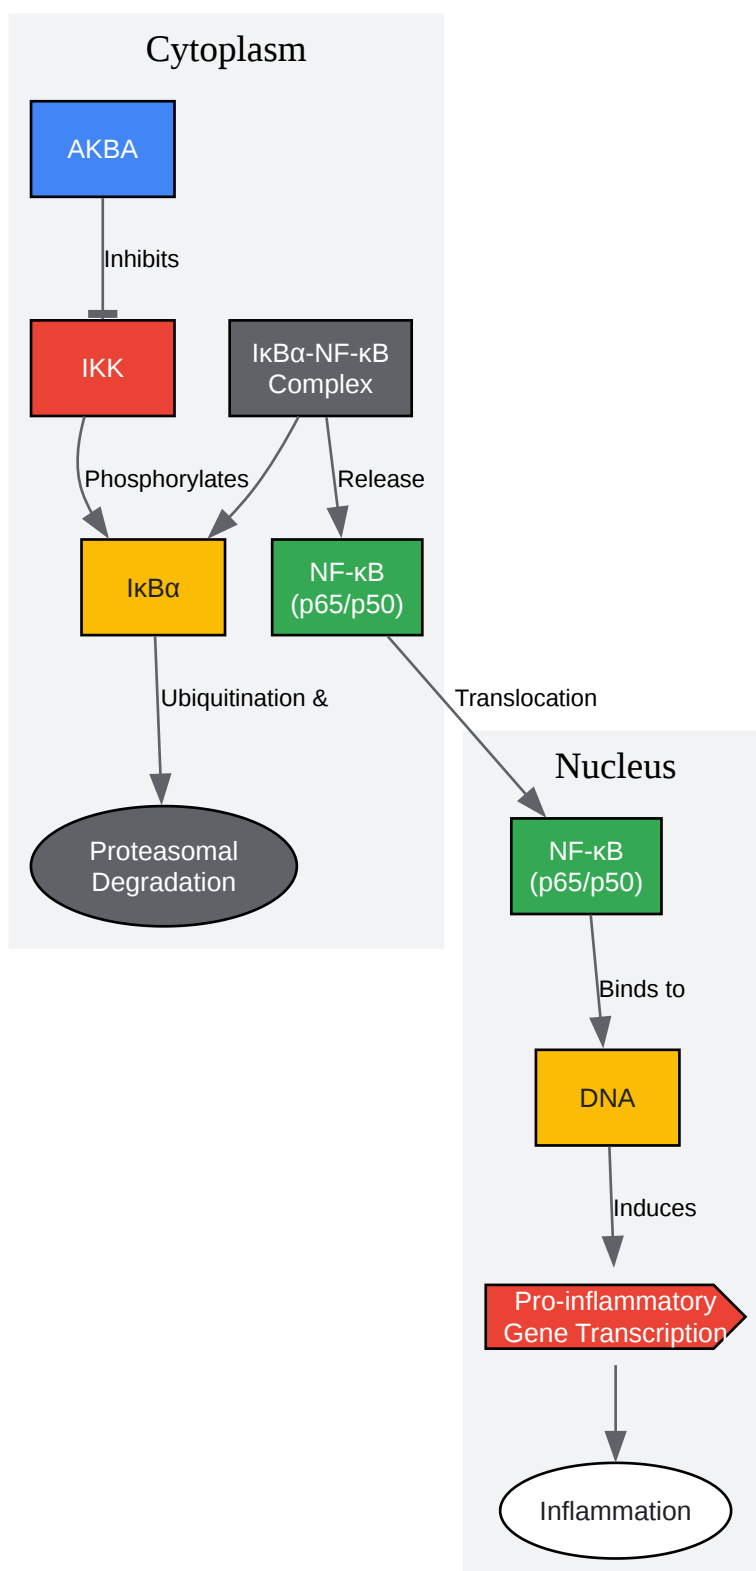 Cytoplasm
AKBA
Inhibits
IKK
IκBα-NF-κB
Complex
Phosphorylates
Release
IκBα
NF-κB
(p65/p50)
Ubiquitination &
Translocation
Nucleus
Proteasomal
Degradation
NF-κB
(p65/p50)
Binds to
DNA
Induces
Pro-inflammatory
Gene Transcription
Inflammation